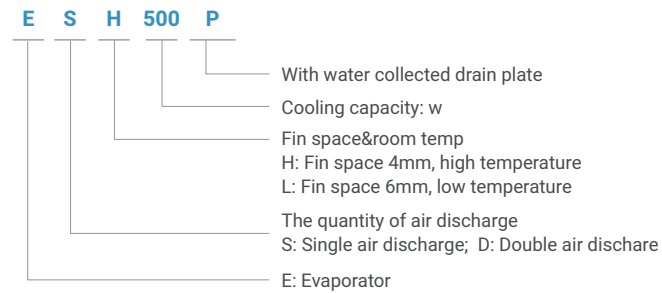 E S H 500 P
With water collected drain plate
Cooling capacity: w
Fin space&room temp
H: Fin space 4mm, high temperature
L: Fin space 6mm, low temperature
The quantity of air discharge
S: Single air discharge;  D: Double air dischare
E: Evaporator